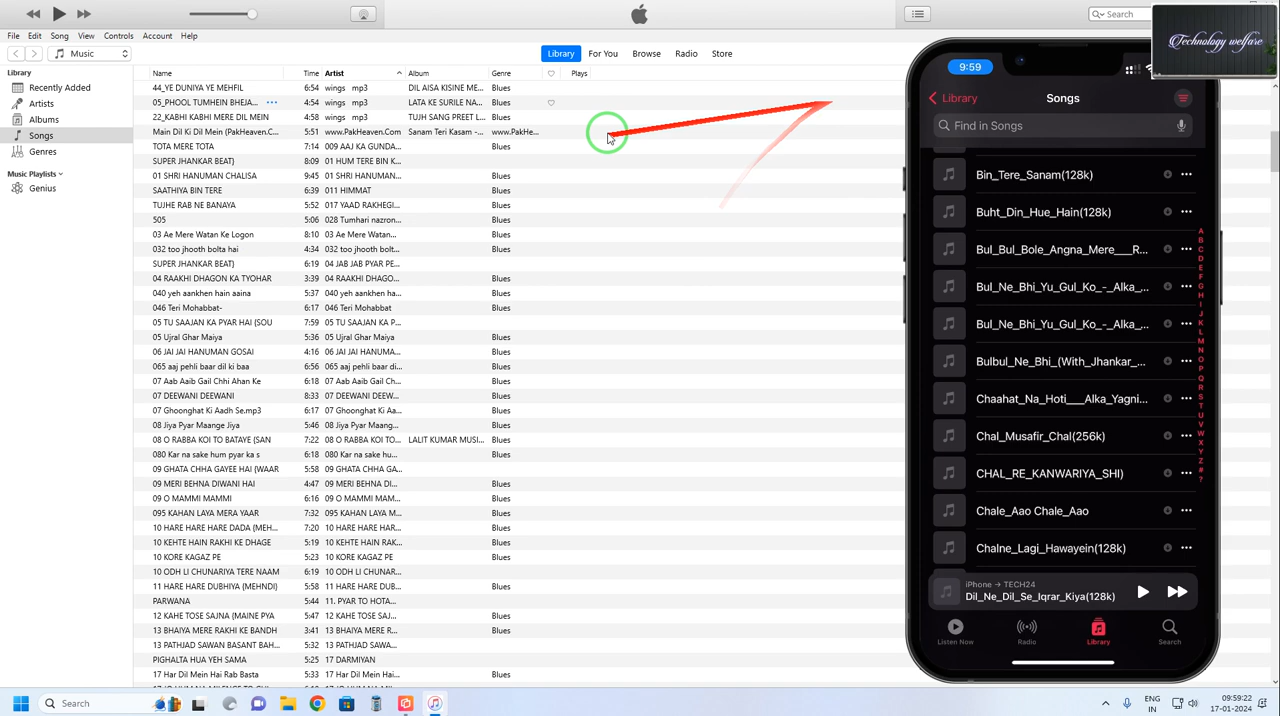 Search
Technology welfare
File Edit Song View Controls Account Help
Music
Library For You Browse Radio Store
Library
Recently Added
Artists
Albums
Songs
Genres
Music Playlists
Genius
Name Time Artist Album Genre Plays
44_YE DUNIYA YE MEHFIL 6:54 wings mp3 DIL AISA KISI NE ME... Blues
05_PHOOL TUMHEIN BHEJA... 4:54 wings mp3 LATA KE SURILE NA... Blues
22_KABHI KABHI MERE DIL MEIN 4:58 wings mp3 TUJH SANG PREET L... Blues
Main Dil Ki Dil Mein (PakHeaven.C... 5:51 www.PakHeaven.Com Sanam Teri Kasam -... www.PakHe...
TOTA MERE TOTA 7:14 009 AAJ KA GUNDA... Blues
SUPER JHANKAR BEAT) 8:09 01 HUM TERE BIN K...
01 SHRI HANUMAN CHALISA 9:45 01 SHRI HANUMAN... Blues
SAATHIYA BIN TERE 6:19 011 HIMMAT Blues
TUJHE RAB NE BANAYA 6:59 017 YAAD RAKHEGI... Blues
505 5:06 028 Tumhari nazron... Blues
03 Ae Mere Watan Ke Logon 6:19 03 Ae Mere Watan... Blues
032 too jhooth bolta hai 4:34 032 too jhooth bolt... Blues
SUPER JHANKAR BEAT) 6:19 04 JAB JAB PYAR PE...
04 RAAKHI DHAGON KA TYOHAR 3:39 04 RAAKHI DHAGO... Blues
040 yeh aankhen hain aaina 5:37 040 yeh aankhen h... Blues
046 Teri Mohabbat- 6:17 046 Teri Mohabbat Blues
05 TU SAAJAN KA PYAR HAI (SOU 7:59 05 TU SAAJAN KA P... Blues
05 Ujral Ghar Maiya 5:38 05 Ujral Ghar Maiya Blues
06 JAI JAI HANUMAN GOSAI 4:16 06 JAI JAI HANUMA... Blues
065 aaj pehli baar dil ki baa 6:56 065 aaj pehli baar... Blues
07 Aab Aaib Gail Chhi Ahan Ke 6:18 07 Aab Aaib Gail C... Blues
07 DEEWANI DEEWANI 8:33 07 DEEWANI DEEW... Blues
07 Ghoonghat Ki Aadh Se.mp3 6:17 07 Ghoonghat Ki A... Blues
08 Jiya Pyar Maange Jiya 5:46 08 Jiya Pyar Maang... Blues
08 O RABBA KOI TO BATAYE (SAN 7:22 08 O RABBA KOI TO... LALIT KUMAR MUSI... Blues
080 Kar na sake hum pyar ka s 6:17 080 Kar na sake hu... Blues
09 GHATA CHHA GAYEE HAI (WAAR 5:58 09 GHATA CHHA GA... Blues
09 MERI BEHNA DIWANI HAI 4:47 09 MERI BEHNA DI... Blues
09 O MAMMI MAMMI 6:16 09 O MAMMI MAM... Blues
095 KAHAN LAYA MERA YAAR 7:32 095 KAHAN LAYA M... Blues
10 HARE HARE HARE DADA (MEH... 7:20 10 HARE HARE HAR... Blues
10 KEHTE HAIN RAKHI KE DHAGE 5:23 10 KEHTE HAIN RA... Blues
10 KORE KAGAZ PE 5:23 10 KORE KAGAZ PE Blues
10 ODH LI CHUNARIYA TERE NAAM 6:21 10 ODH LI CHUNA...
11 HARE HARE DUBHIYA (MEHNDI) 5:58 11 HARE HARE DUB... Blues
PARWANA 5:44 11. PYAR TO HOTA...
12 KAHE TOSE SAJNA (MAINE PYA 5:25 12 KAHE TOSE SAJN... Blues
13 BHAIYA MERE RAKHI KE BANDH 3:41 13 BHAIYA MERE R... Blues
13 PATHJAD SAWAN BASANT BAH... 5:54 13 PATHJAD SAWA...
PIGHALTA HUA YEH SAMA 5:25 17 DARMIYAN
17 Har Dil Mein Hai Rab Basta 6:10 17 Har Dil Mein Hai... Blues
9:59
Library Songs
Find in Songs
Bin_Tere_Sanam(128k)
Buht_Din_Hue_Hain(128k)
Bul_Bul_Bole_Angna_Mere___R...
Bul_Ne_Bhi_Yu_Gul_Ko_-_Alka_...
Bul_Ne_Bhi_Yu_Gul_Ko_-_Alka_...
Bulbul_Ne_Bhi_(With_Jhankar_...
Chaahat_Na_Hoti___Alka_Yagni...
Chal_Musafir_Chal(256k)
CHAL_RE_KANWARIYA_SHI)
Chale_Aao Chale_Aao
Chalne_Lagi_Hawayein(128k)
A
B
C
D
E
F
G
H
I
J
K
L
M
N
O
P
Q
R
S
T
U
V
W
X
Y
Z
#
?
iPhone → TECH24
Dil_Ne_Dil_Se_Iqrar_Kiya(128k)
Listen Now Radio Library Search
Search
ENG
IN
09:59:22
17-01-2024